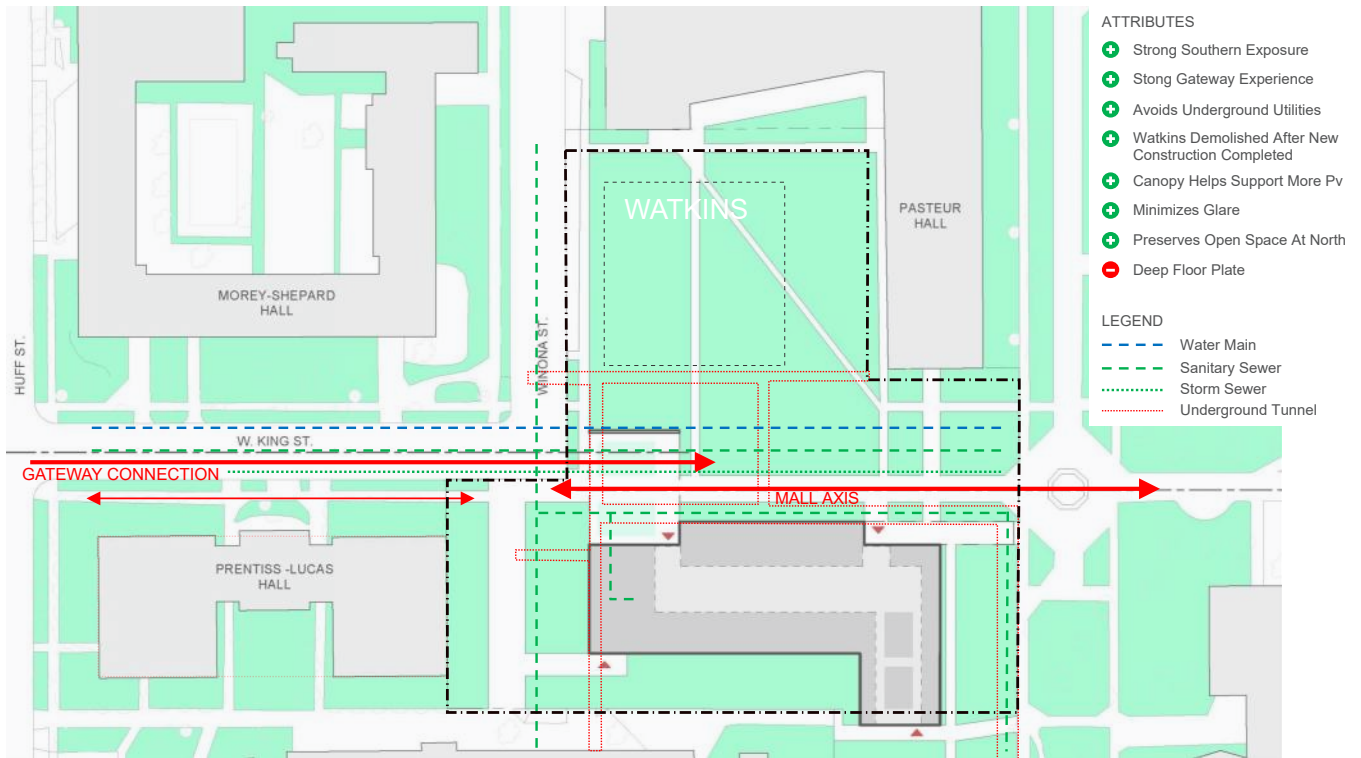 ATTRIBUTES
Strong Southern Exposure
Stong Gateway Experience
Avoids Underground Utilities
Watkins Demolished After New
Construction Completed
Canopy Helps Support More Pv
Minimizes Glare
Preserves Open Space At North
Deep Floor Plate
LEGEND
Water Main
Sanitary Sewer
Storm Sewer
Underground Tunnel
WATKINS
PASTEUR
HALL
MOREY-SHEPARD
HALL
HUFF ST.
WINONA ST.
W. KING ST.
GATEWAY CONNECTION
MALL AXIS
PRENTISS -LUCAS
HALL